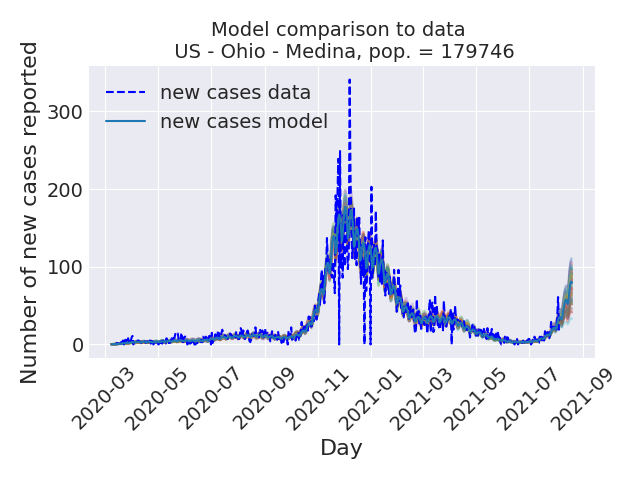 Model comparison to data
US - Ohio - Medina, pop. = 179746
Number of new cases reported
300
200
100
0
new cases data
new cases model
2020-03
2020-05
2020-07
2020-09
2020-11
2021-01
2021-03
2021-05
2021-07
2021-09
Day